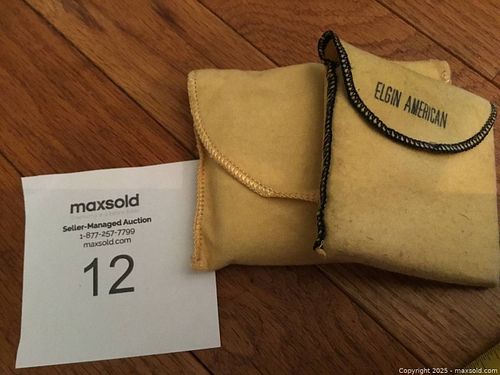 maxsold
Seller-Managed Auction
1-877-257-7799
maxsold.com
12
ELGIN AMERICAN
Copyright 2025 - maxsold.com